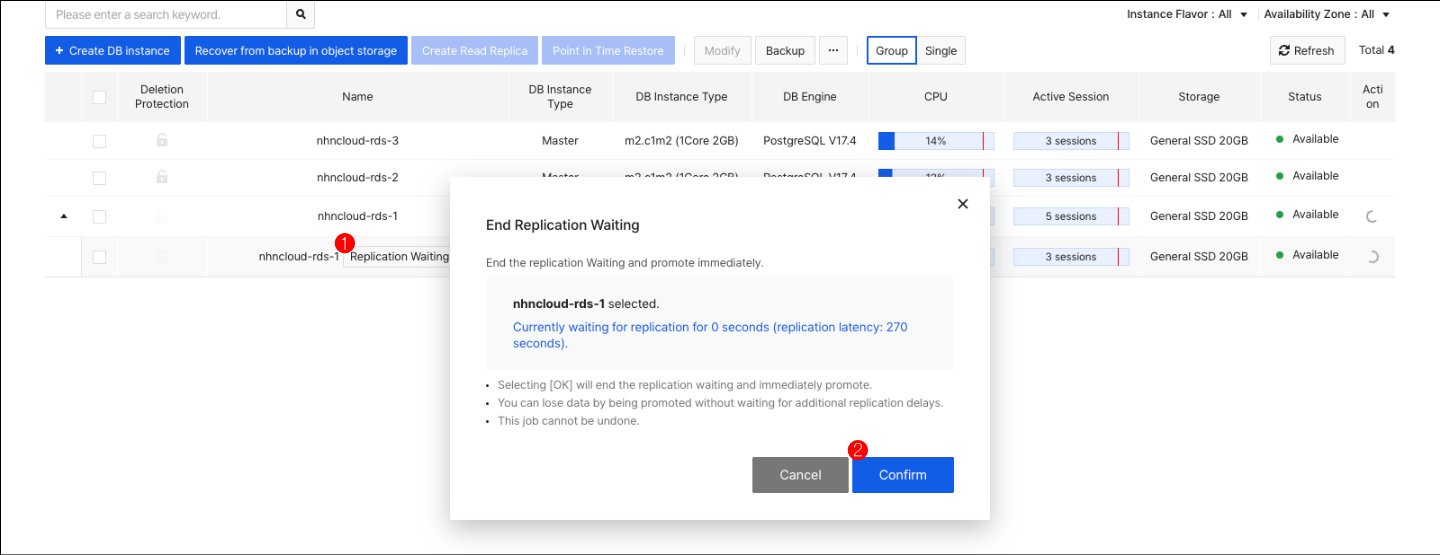 Please enter a search keyword.
Instance Flavor : All
Availability Zone : All
+ Create DB instance
Recover from backup in object storage
Create Read Replica
Point In Time Restore
Modify
Backup
···
Group
Single
Refresh
Total 4
Deletion
Protection
Name
DB Instance
Type
DB Instance Type
DB Engine
CPU
Active Session
Storage
Status
Acti
on
nhncloud-rds-3 Master m2.c1m2 (1Core 2GB) PostgreSQL V17.4 14% 3 sessions General SSD 20GB Available
nhncloud-rds-2 Master m2.c1m2 (1Core 2GB) PostgreSQL V17.4 3 sessions General SSD 20GB Available
nhncloud-rds-1 5 sessions General SSD 20GB Available
1
nhncloud-rds-1 Replication Waiting 3 sessions General SSD 20GB Available
End Replication Waiting
End the replication Waiting and promote immediately.
nhncloud-rds-1 selected.
Currently waiting for replication for 0 seconds (replication latency: 270
seconds).
• Selecting [OK] will end the replication waiting and immediately promote.
• You can lose data by being promoted without waiting for additional replication delays.
• This job cannot be undone.
2
Cancel
Confirm